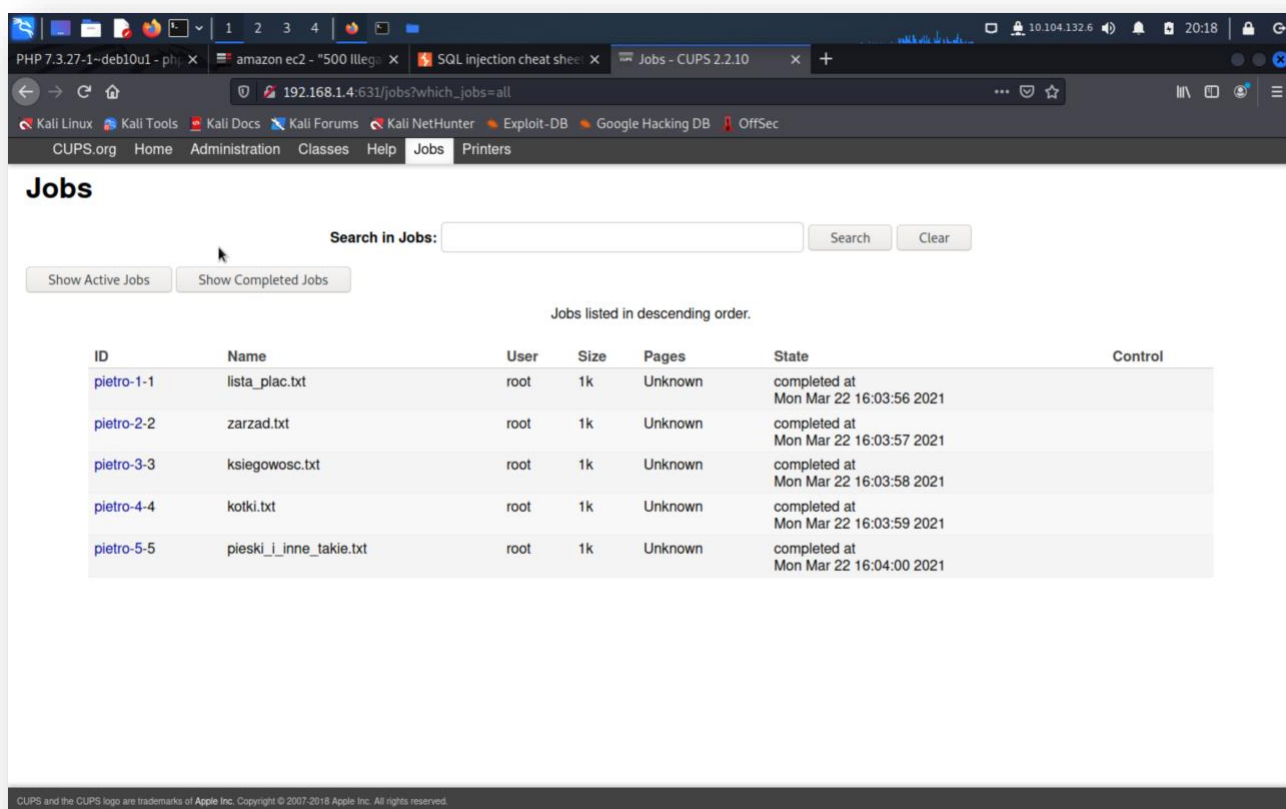 1 2 3 4 10.104.132.6 20:18
PHP 7.3.27-1~deb10u1 - ph amazon ec2 - "500 Illega SQL injection cheat shee Jobs - CUPS 2.2.10
192.168.1.4:631/jobs?which_jobs=all
Kali Linux Kali Tools Kali Docs Kali Forums Kali NetHunter Exploit-DB Google Hacking DB OffSec
CUPS.org Home Administration Classes Help Jobs Printers
Jobs
Search in Jobs: Search Clear
Show Active Jobs Show Completed Jobs
Jobs listed in descending order.
ID Name User Size Pages State Control
pietro-1-1 lista_plac.txt root 1k Unknown completed at
Mon Mar 22 16:03:56 2021
pietro-2-2 zarzad.txt root 1k Unknown completed at
Mon Mar 22 16:03:57 2021
pietro-3-3 ksiegowosc.txt root 1k Unknown completed at
Mon Mar 22 16:03:58 2021
pietro-4-4 kotki.txt root 1k Unknown completed at
Mon Mar 22 16:03:59 2021
pietro-5-5 pieski_i_inne_takie.txt root 1k Unknown completed at
Mon Mar 22 16:04:00 2021
CUPS and the CUPS logo are trademarks of Apple Inc. Copyright © 2007-2018 Apple Inc. All rights reserved.